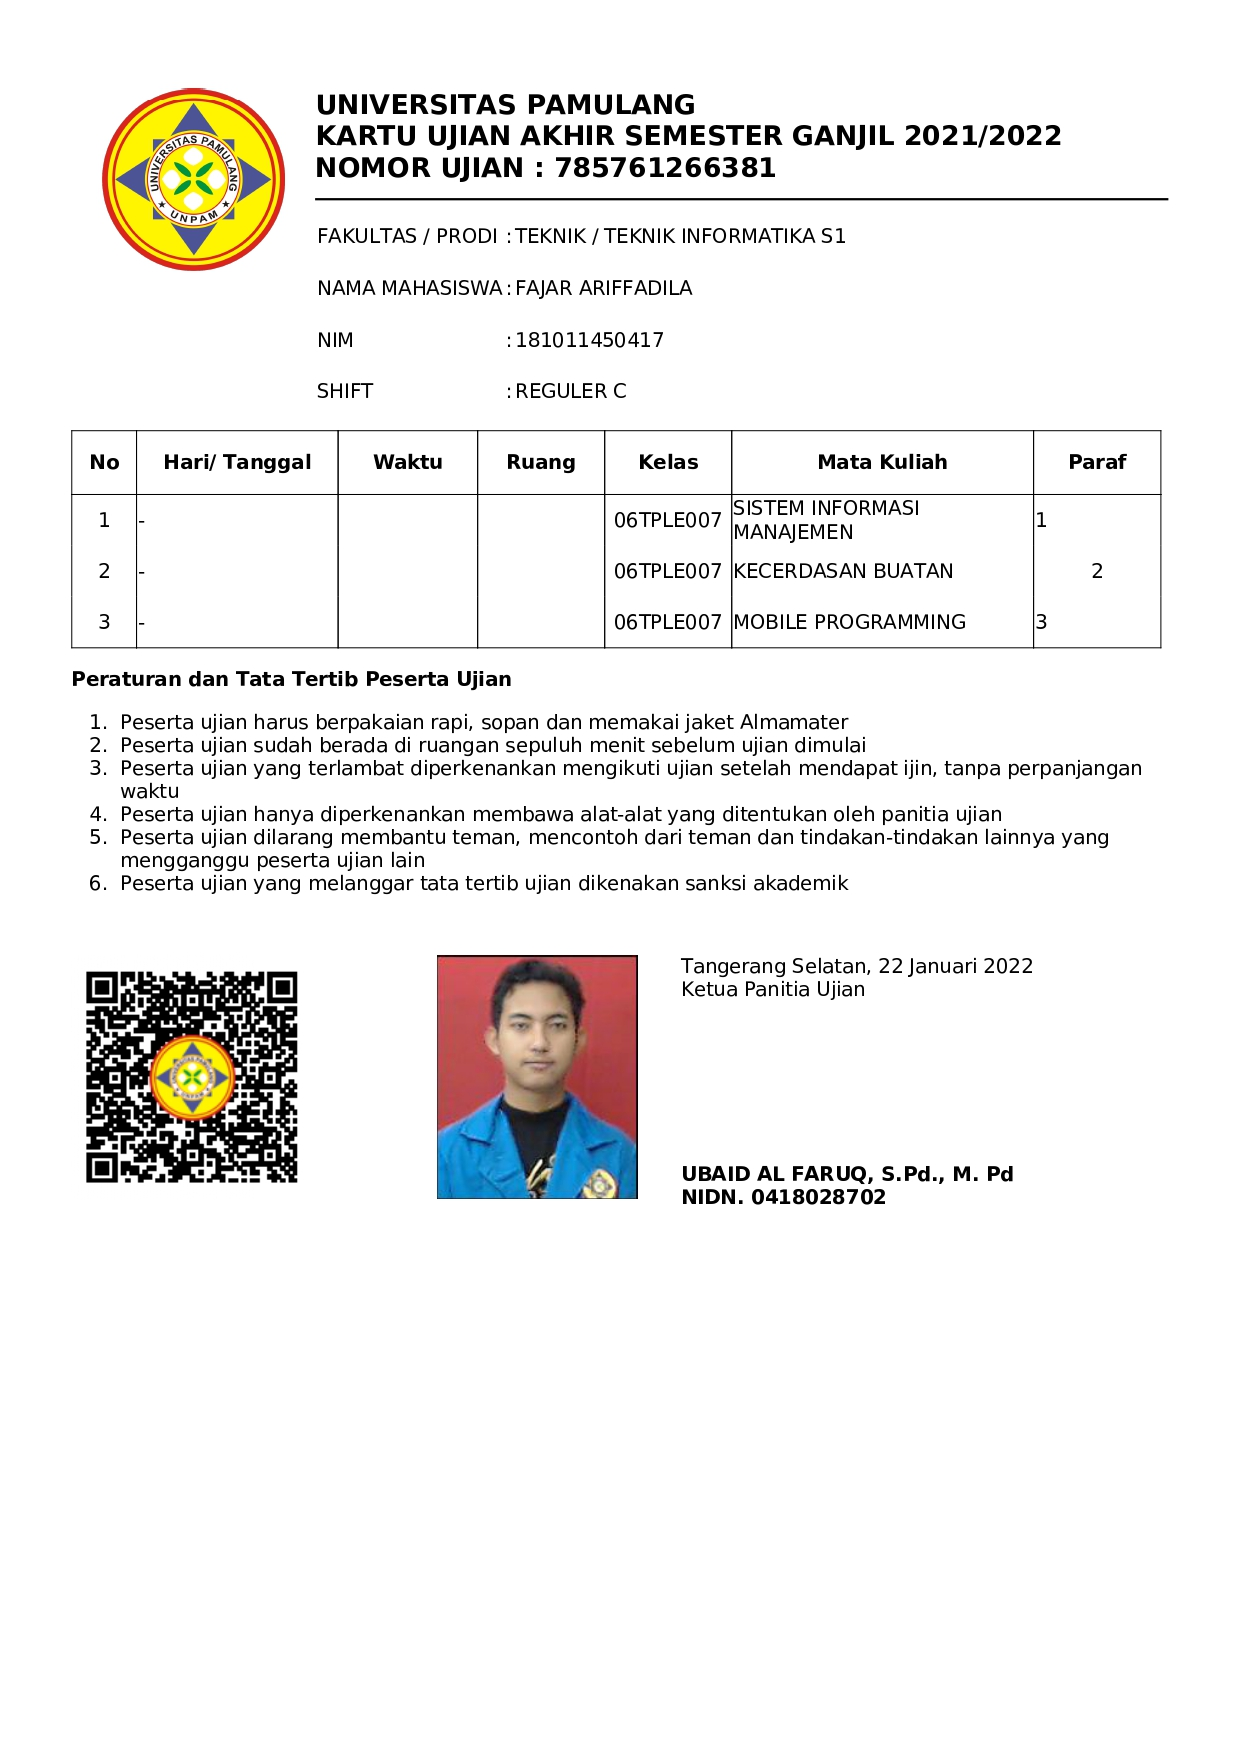 UNIVERSITAS PAMULANG
UNPAM
UNIVERSITAS PAMULANG
KARTU UJIAN AKHIR SEMESTER GANJIL 2021/2022
NOMOR UJIAN : 785761266381
FAKULTAS / PRODI : TEKNIK / TEKNIK INFORMATIKA S1
NAMA MAHASISWA : FAJAR ARIFFADILA
NIM : 181011450417
SHIFT : REGULER C
No Hari/ Tanggal Waktu Ruang Kelas Mata Kuliah Paraf
1 - 06TPLE007 SISTEM INFORMASI
MANAJEMEN 1
2 - 06TPLE007 KECERDASAN BUATAN 2
3 - 06TPLE007 MOBILE PROGRAMMING 3
Peraturan dan Tata Tertib Peserta Ujian
1. Peserta ujian harus berpakaian rapi, sopan dan memakai jaket Almamater
2. Peserta ujian sudah berada di ruangan sepuluh menit sebelum ujian dimulai
3. Peserta ujian yang terlambat diperkenankan mengikuti ujian setelah mendapat ijin, tanpa perpanjangan
waktu
4. Peserta ujian hanya diperkenankan membawa alat-alat yang ditentukan oleh panitia ujian
5. Peserta ujian dilarang membantu teman, mencontoh dari teman dan tindakan-tindakan lainnya yang
mengganggu peserta ujian lain
6. Peserta ujian yang melanggar tata tertib ujian dikenakan sanksi akademik
Tangerang Selatan, 22 Januari 2022
Ketua Panitia Ujian
UNIVERSITAS PAMULANG
UNPAM
UBAID AL FARUQ, S.Pd., M. Pd
NIDN. 0418028702